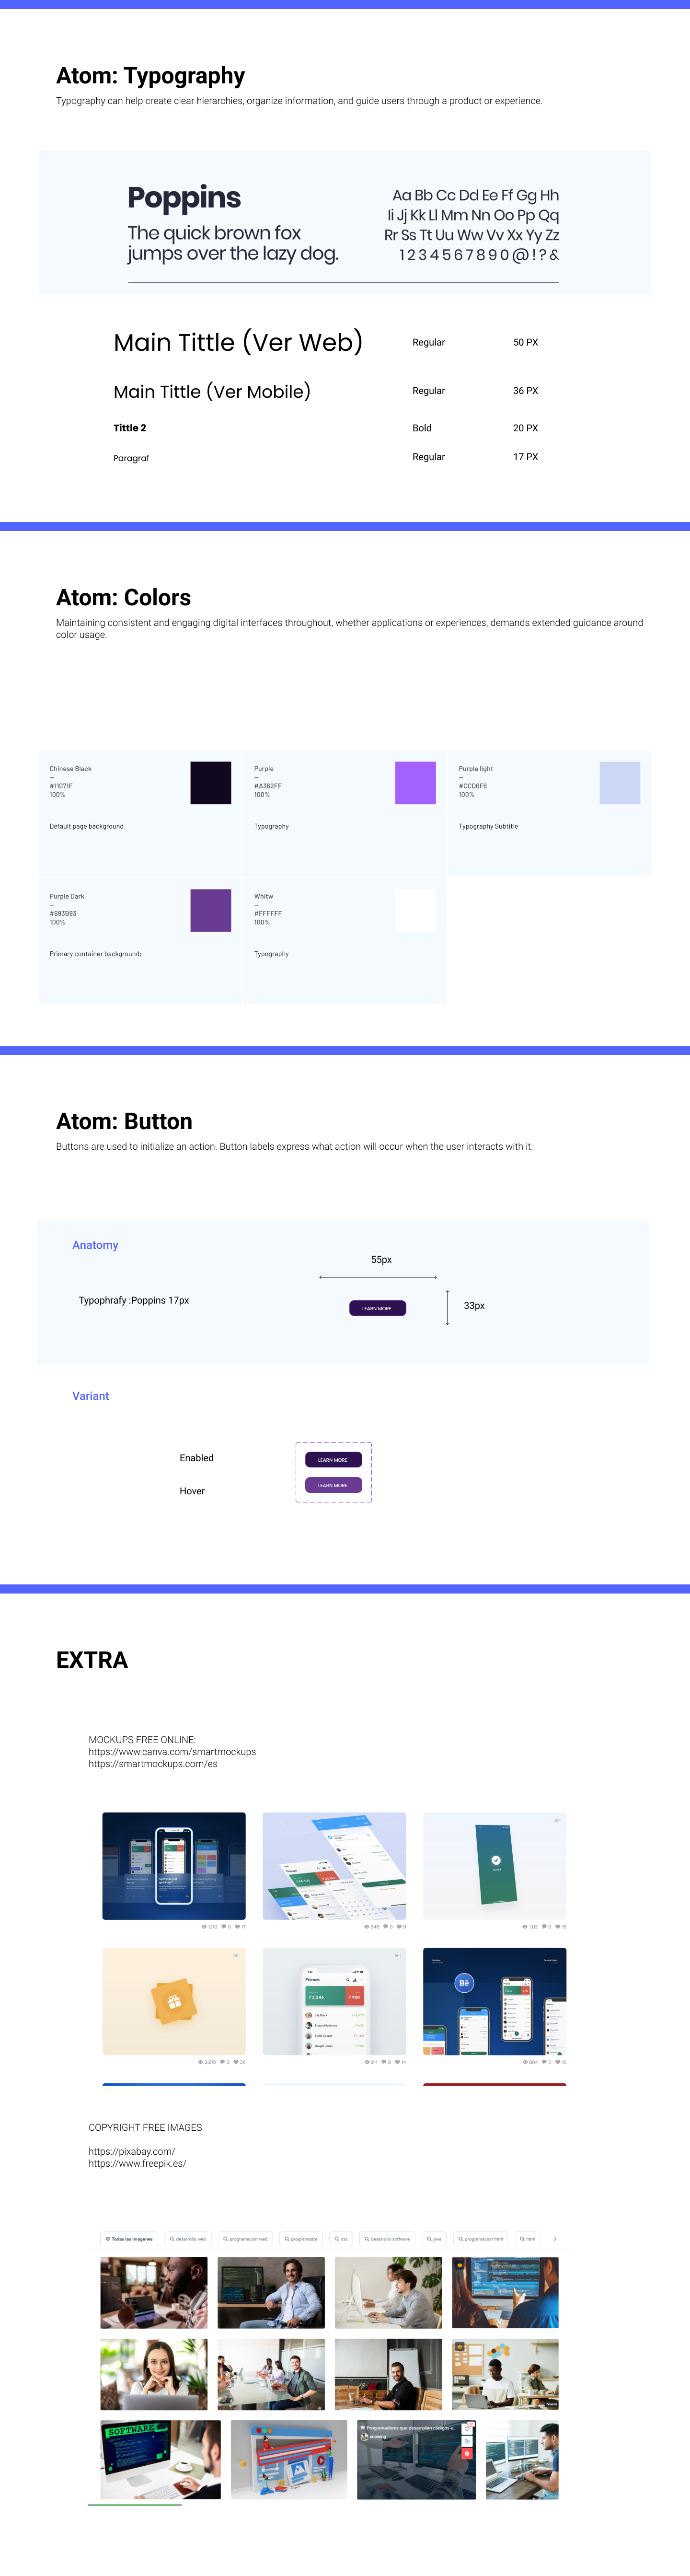 Atom: Typography
Typography can help create clear hierarchies, organize information, and guide users through a product or experience.
Poppins
The quick brown fox
jumps over the lazy dog.
Aa Bb Cc Dd Ee Ff Gg Hh
Ii Jj Kk Ll Mm Nn Oo Pp Qq
Rr Ss Tt Uu Ww Vv Xx Yy Zz
1 2 3 4 5 6 7 8 9 0 @ ! ? &
Main Tittle (Ver Web) Regular 50 PX
Main Tittle (Ver Mobile) Regular 36 PX
Tittle 2 Bold 20 PX
Paragraf Regular 17 PX
Atom: Colors
Maintaining consistent and engaging digital interfaces throughout, whether applications or experiences, demands extended guidance around
color usage.
Chinese Black
–
#11071F
100%
Default page background
Purple
–
#A362FF
100%
Typography
Purple light
–
#CCD6F6
100%
Typography Subtitle
Purple Dark
–
#693B93
100%
Primary container background;
Whitw
–
#FFFFFF
100%
Typography
Atom: Button
Buttons are used to initialize an action. Button labels express what action will occur when the user interacts with it.
Anatomy
55px
Typophrafy :Poppins 17px
LEARN MORE
33px
Variant
Enabled
LEARN MORE
Hover
LEARN MORE
EXTRA
MOCKUPS FREE ONLINE:
https://www.canva.com/smartmockups
https://smartmockups.com/es
Friends
Bē
COPYRIGHT FREE IMAGES
https://pixabay.com/
https://www.freepik.es/
Todas las imágenes
desarrollo web
programacion web
programador
css
desarrollo software
java
programacion html
html
SOFTWARE
Programadores que desarrollan códigos e...